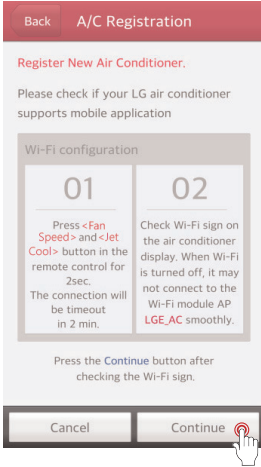 Back
A/C Registration
Register New Air Conditioner.
Please check if your LG air conditioner
supports mobile application
Wi-Fi configuration
01
Press <Fan
Speed> and <Jet
Cool> button in the
remote control for
2sec.
The connection will
be timeout
in 2 min.
02
Check Wi-Fi sign on
the air conditioner
display. When Wi-Fi
is turned off, it may
not connect to the
Wi-Fi module AP
LGE_AC smoothly.
Press the Continue button after
checking the Wi-Fi sign.
Cancel
Continue